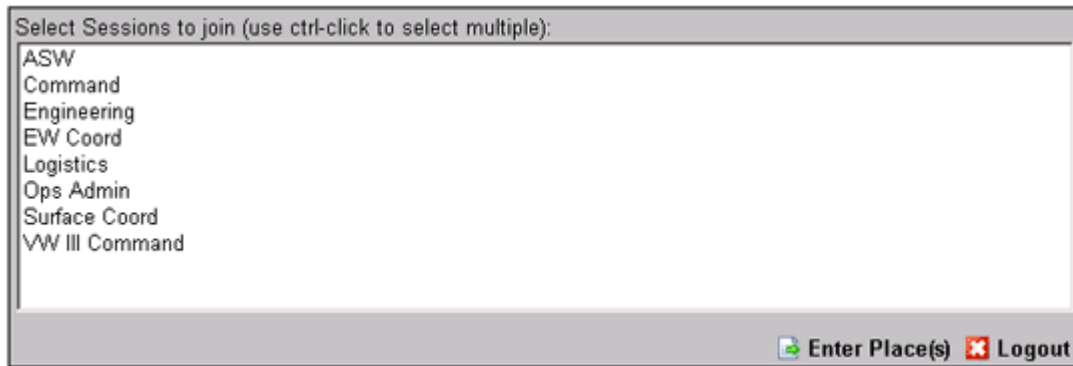 Select Sessions to join (use ctrl-click to select multiple):
ASW
Command
Engineering
EW Coord
Logistics
Ops Admin
Surface Coord
VW III Command
Enter Place(s) Logout